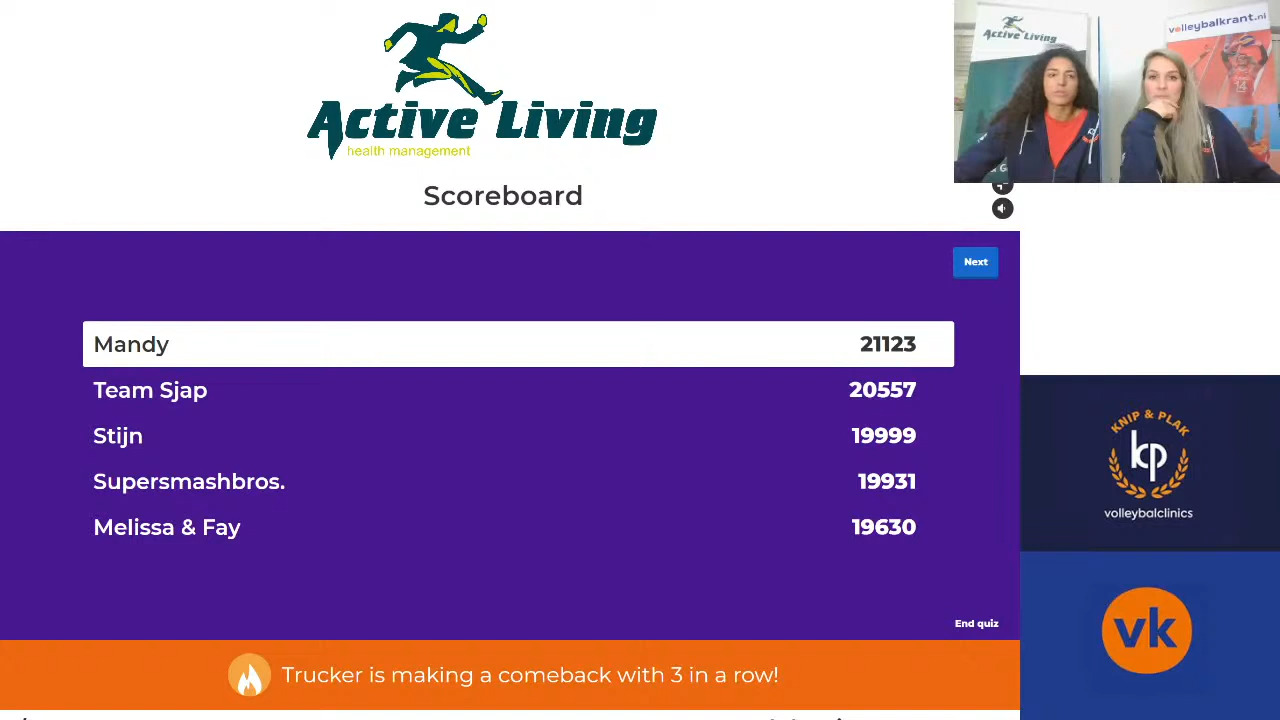 Active Living
health management
Scoreboard
Next
Mandy 21123
Team Sjap 20557
Stijn 19999
Supersmashbros. 19931
Melissa & Fay 19630
End quiz
Trucker is making a comeback with 3 in a row!
Active Living
volleybalkrant.nl
14
KNIP & PLAK
kp
volleybalclinics
vk